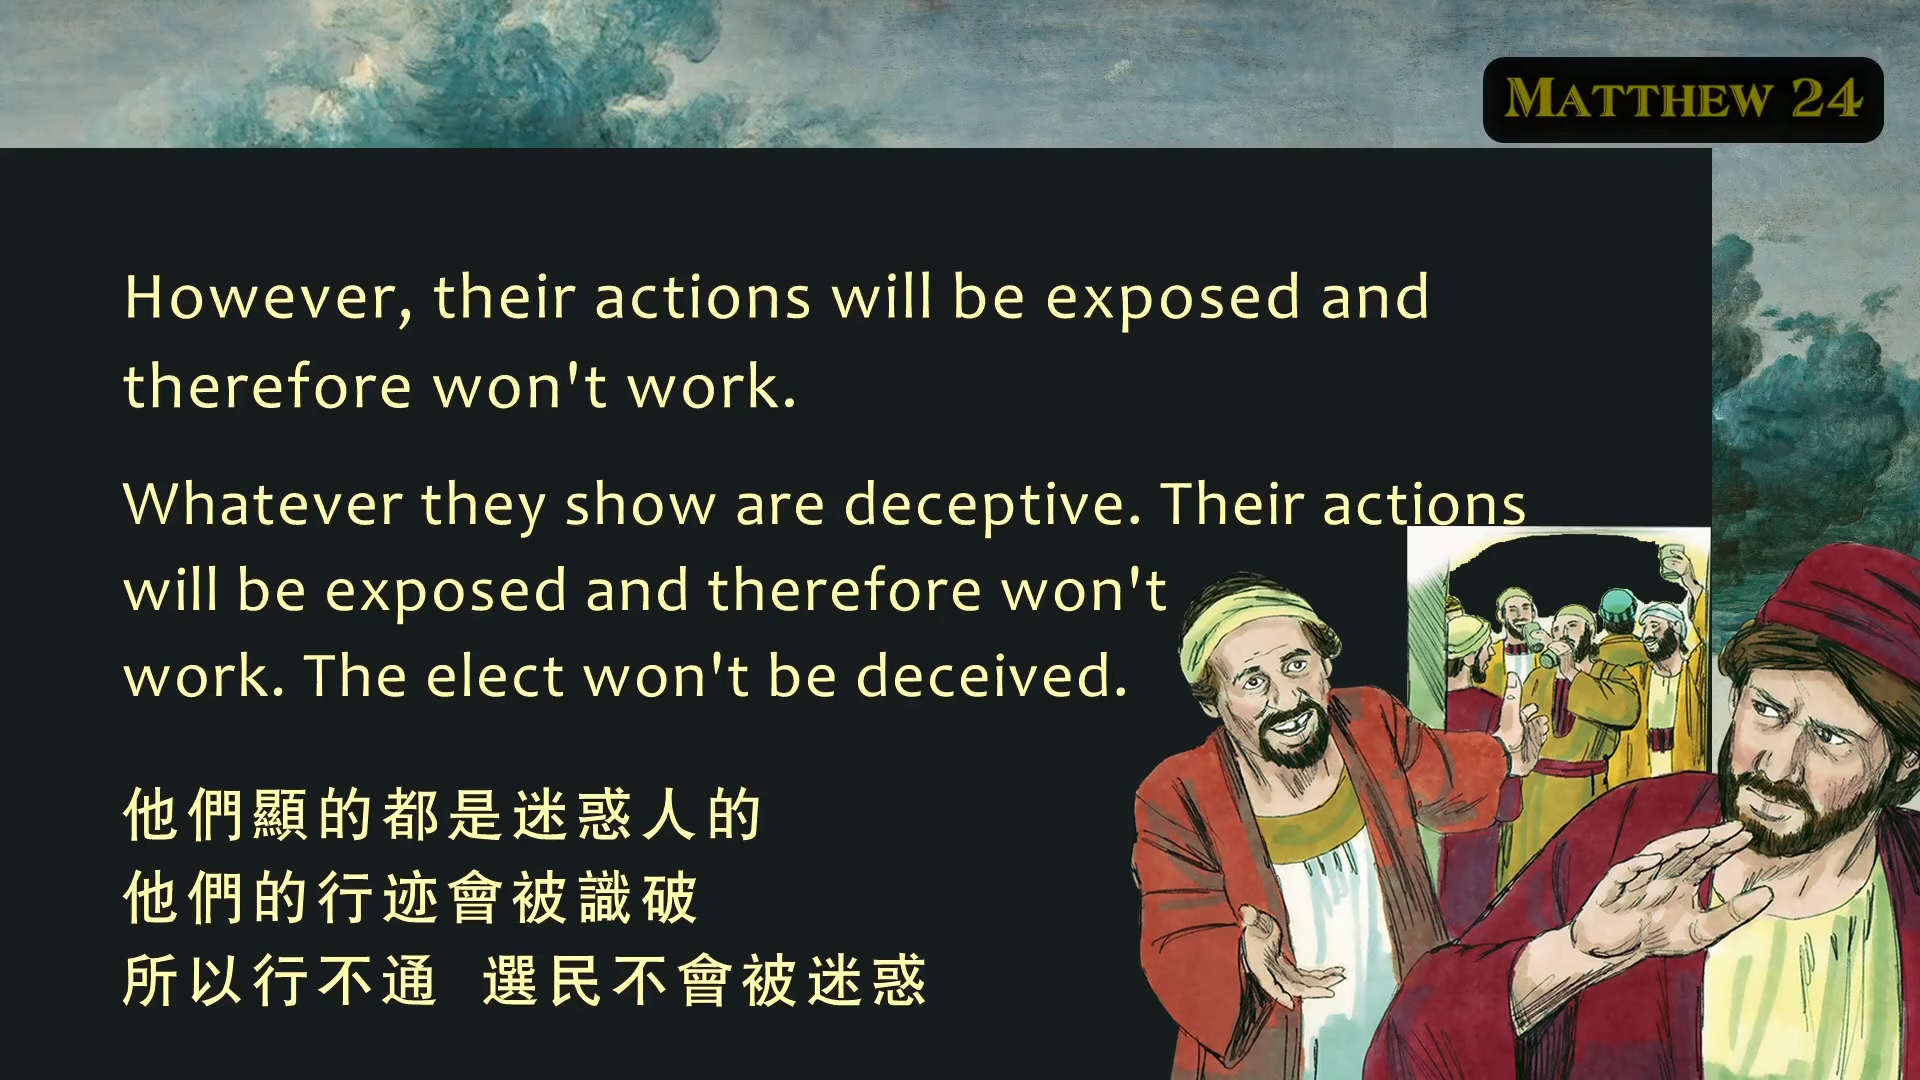 MATTHEW 24
However, their actions will be exposed and
therefore won't work.
Whatever they show are deceptive. Their actions
will be exposed and therefore won't
work. The elect won't be deceived.
他們顯的都是迷惑人的
他們的行迹會被識破
所以行不通 選民不會被迷惑